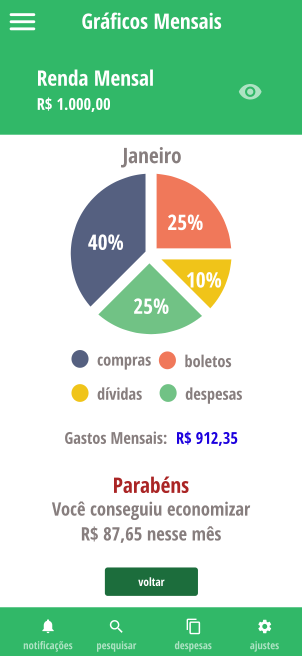 Gráficos Mensais
Renda Mensal
R$ 1.000,00
Janeiro
40%
25%
10%
25%
compras
boletos
dívidas
despesas
Gastos Mensais: R$ 912,35
Parabéns
Você conseguiu economizar
R$ 87,65 nesse mês
voltar
notificações
pesquisar
despesas
ajustes